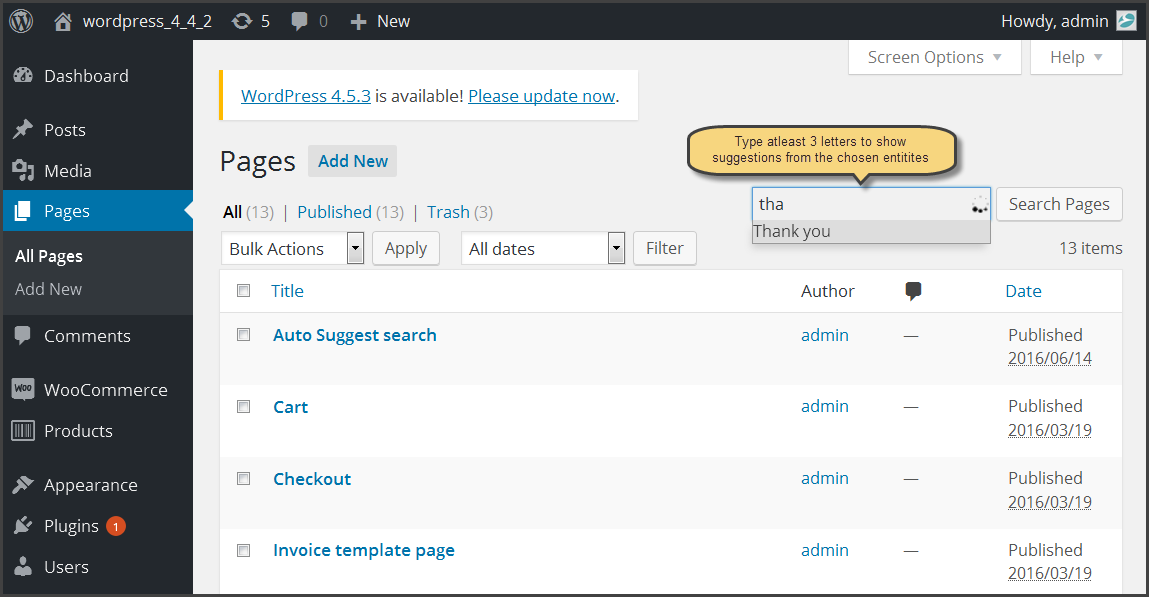 wordpress_4_4_2 5 0 New Howdy, admin
Screen Options Help
Dashboard
Posts
Media
Pages
All Pages
Add New
Comments
WOO WooCommerce
Products
Appearance
Plugins 1
Users
WordPress 4.5.3 is available! Please update now.
Pages Add New
Type atleast 3 letters to show
suggestions from the chosen entitites
All (13) | Published (13) | Trash (3)
tha Search Pages
Thank you
Bulk Actions Apply All dates Filter 13 items
Title Author Date
Auto Suggest search admin — Published
2016/06/14
Cart admin — Published
2016/03/19
Checkout admin — Published
2016/03/19
Invoice template page admin — Published
2016/03/19